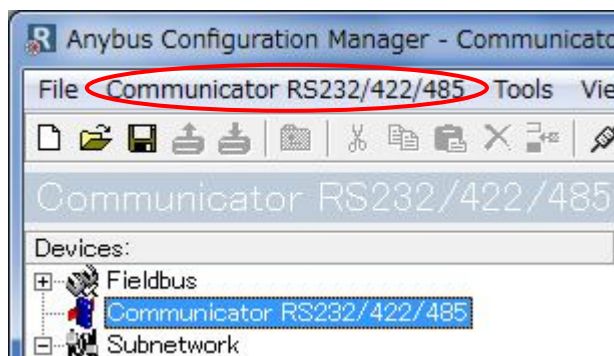 Anybus Configuration Manager - Communicato
File Communicator RS232/422/485 Tools Vie
Communicator RS232/422/485
Devices:
Fieldbus
Communicator RS232/422/485
Subnetwork